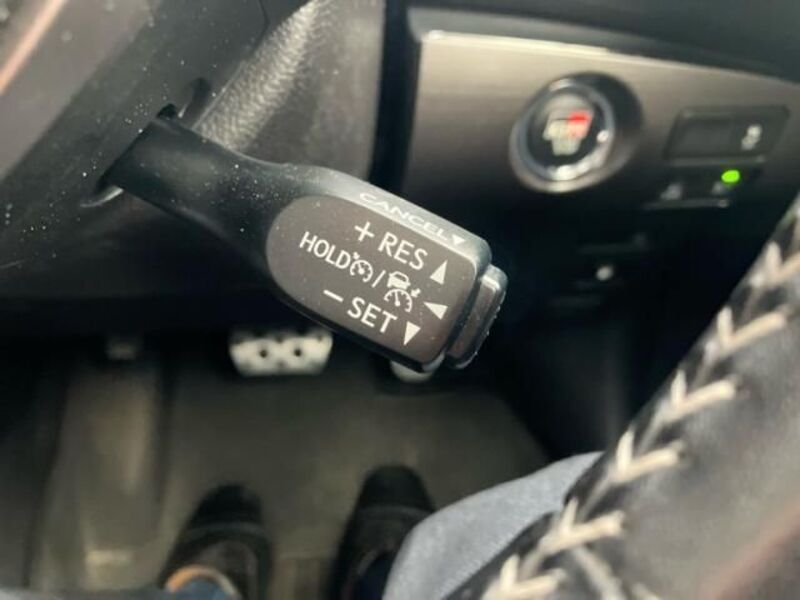 CANCEL
+ RES
HOLD /
− SET